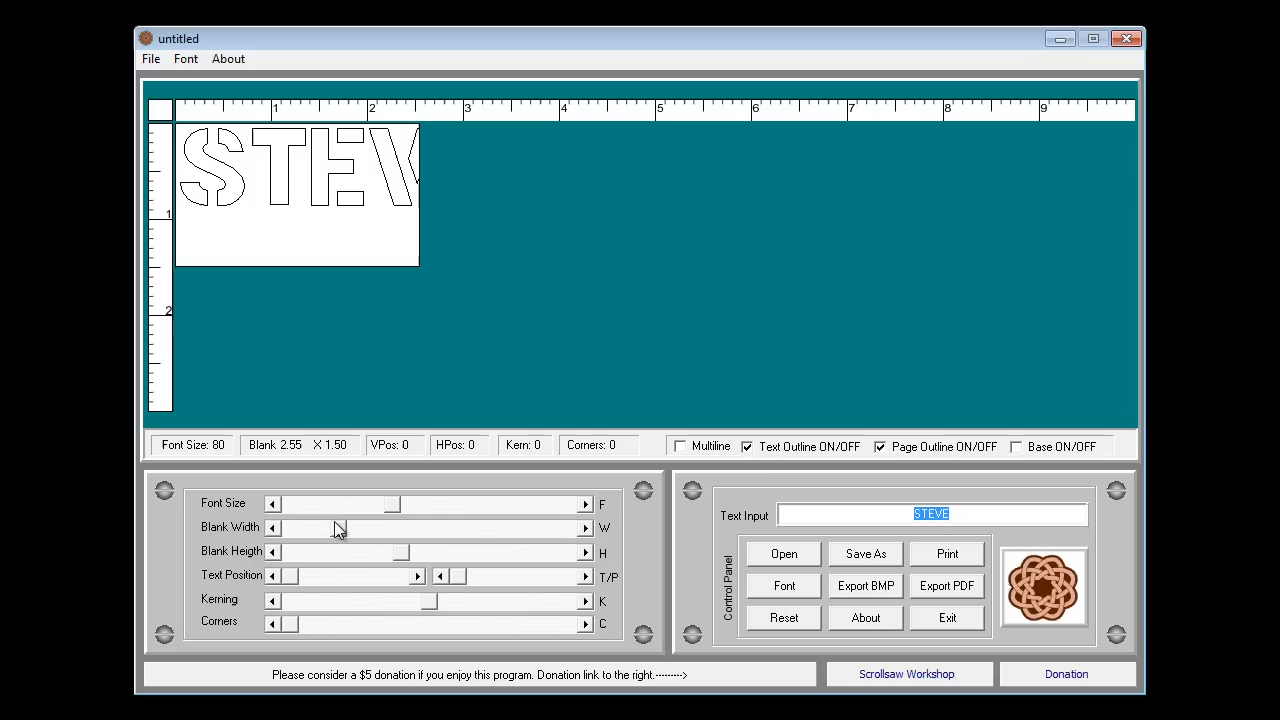 untitled
File Font About
1 2 3 4 5 6 7 8 9
STEV
1
2
Font Size: 80 Blank 2.55 X 1.50 VPos: 0 HPos: 0 Kern: 0 Corners: 0 Multiline Text Outline ON/OFF Page Outline ON/OFF Base ON/OFF
Font Size F
Blank Width W
Blank Heigth H
Text Position T/P
Kerning K
Corners C
Text Input STEVE
Control Panel
Open Save As Print
Font Export BMP Export PDF
Reset About Exit
Please consider a $5 donation if you enjoy this program. Donation link to the right.--------->
Scrollsaw Workshop
Donation